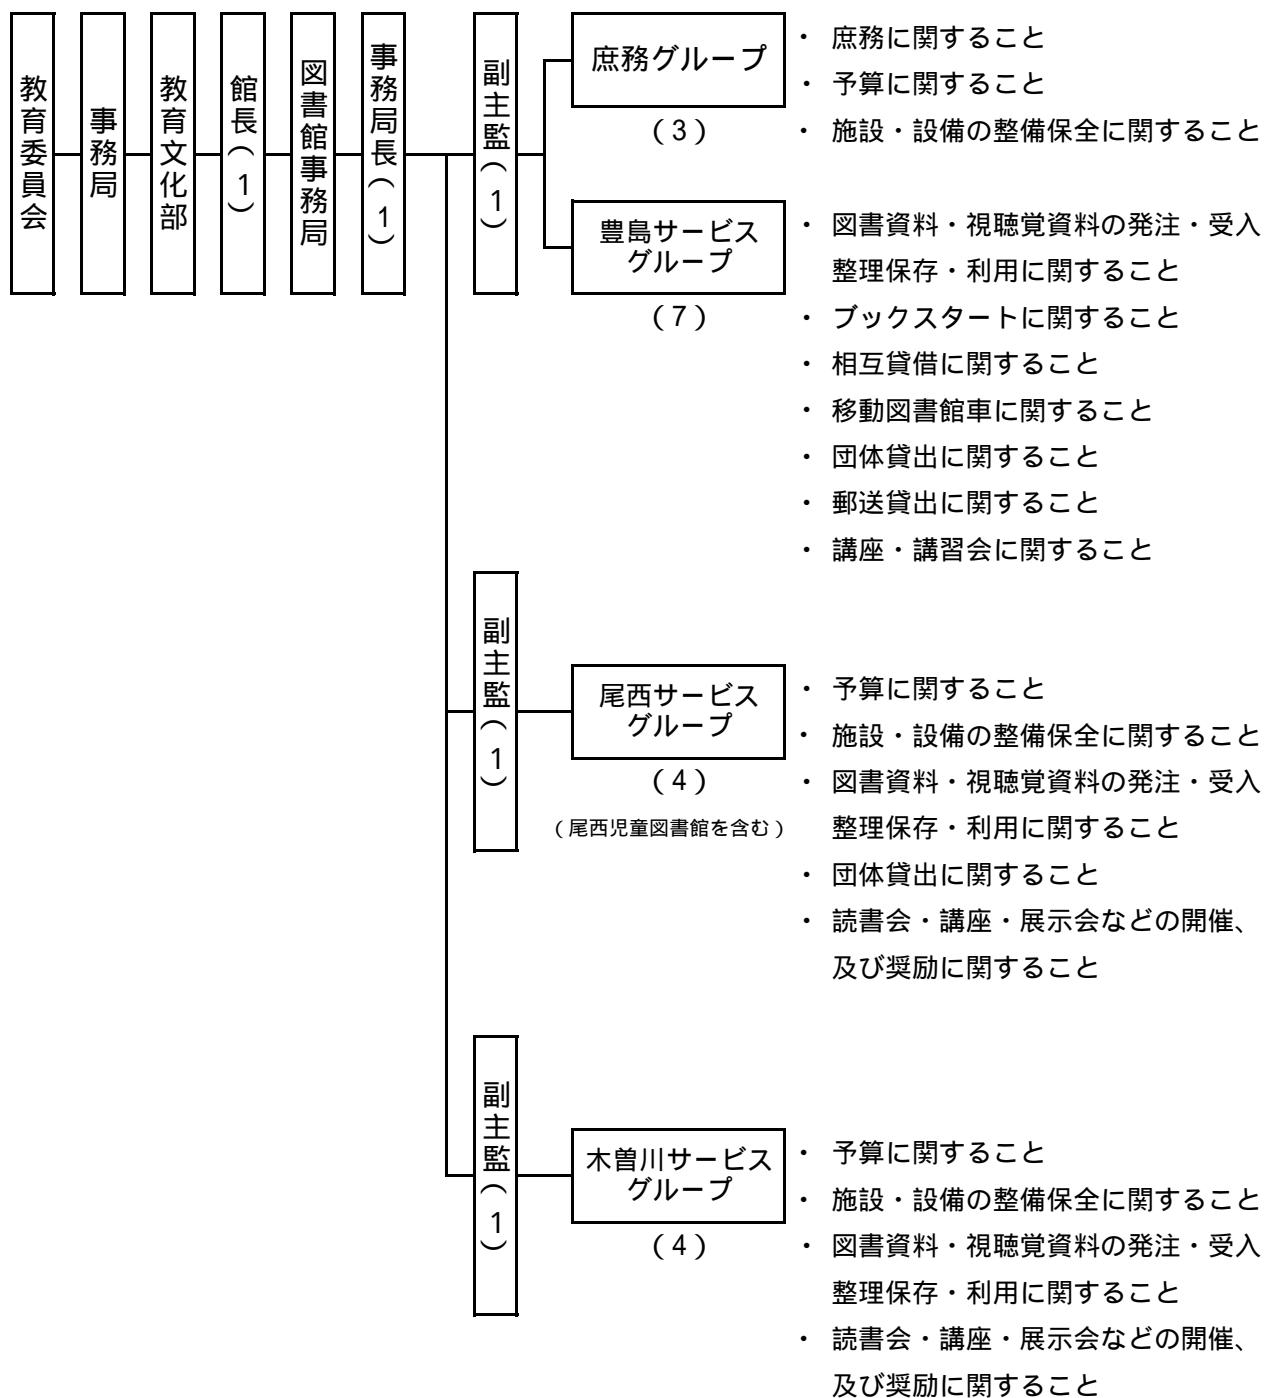 教育委員会
事務局
教育文化部
館長(1)
図書館事務局
事務局長(1)
副主監(1)
庶務グループ
(3)
・ 庶務に関すること
・ 予算に関すること
・ 施設・設備の整備保全に関すること
豊島サービス
グループ
(7)
・ 図書資料・視聴覚資料の発注・受入
整理保存・利用に関すること
・ ブックスタートに関すること
・ 相互貸借に関すること
・ 移動図書館車に関すること
・ 団体貸出に関すること
・ 郵送貸出に関すること
・ 講座・講習会に関すること
副主監(1)
尾西サービス
グループ
(4)
(尾西児童図書館を含む)
・ 予算に関すること
・ 施設・設備の整備保全に関すること
・ 図書資料・視聴覚資料の発注・受入
整理保存・利用に関すること
・ 団体貸出に関すること
・ 読書会・講座・展示会などの開催、
及び奨励に関すること
副主監(1)
木曽川サービス
グループ
(4)
・ 予算に関すること
・ 施設・設備の整備保全に関すること
・ 図書資料・視聴覚資料の発注・受入
整理保存・利用に関すること
・ 読書会・講座・展示会などの開催、
及び奨励に関すること